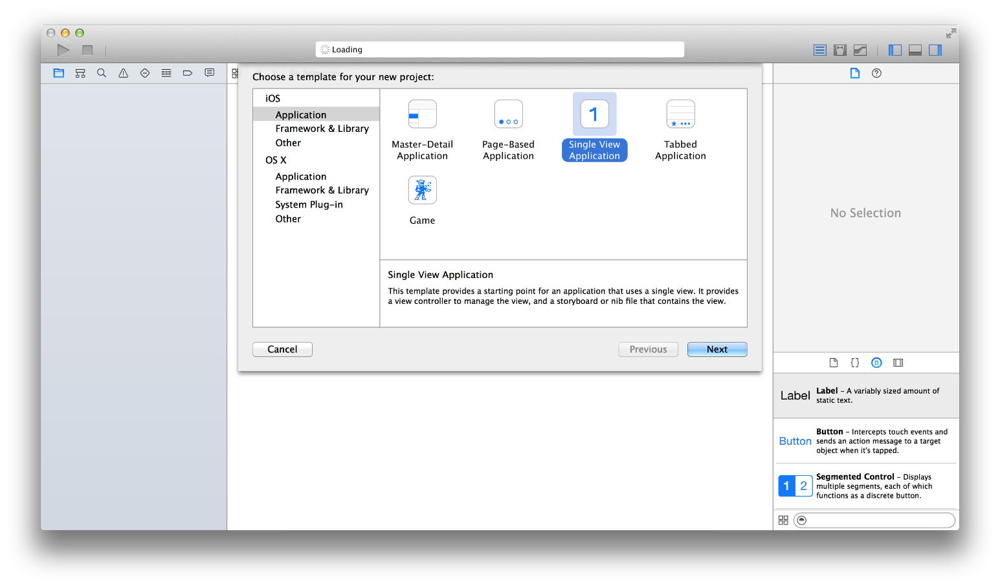 Loading
Choose a template for your new project:
iOS
Application
Framework & Library
Other
OS X
Application
Framework & Library
System Plug-in
Other
Master-Detail
Application
Page-Based
Application
1
Single View
Application
Tabbed
Application
Game
Single View Application
This template provides a starting point for an application that uses a single view. It provides
a view controller to manage the view, and a storyboard or nib file that contains the view.
Cancel
Previous
Next
No Selection
{}
Label
Label – A variably sized amount of
static text.
Button
Button – Intercepts touch events and
sends an action message to a target
object when it's tapped.
1 2
Segmented Control – Displays
multiple segments, each of which
functions as a discrete button.